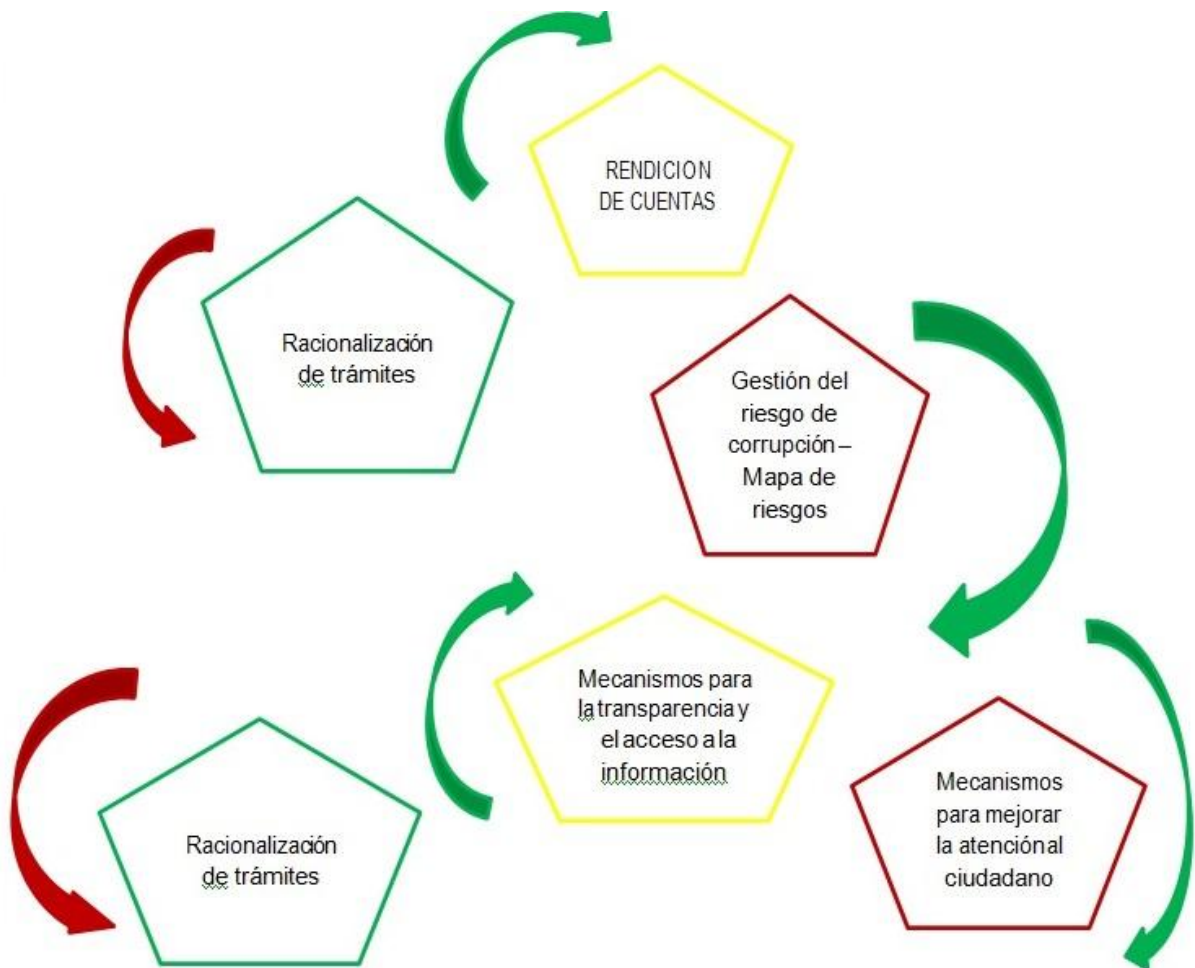 RENDICION
DE CUENTAS
Racionalización
de trámites
Gestión del
riesgo de
corrupción –
Mapa de
riesgos
Mecanismos para
la transparencia y
el acceso a la
información
Mecanismos
para mejorar
la atención al
ciudadano
Racionalización
de trámites